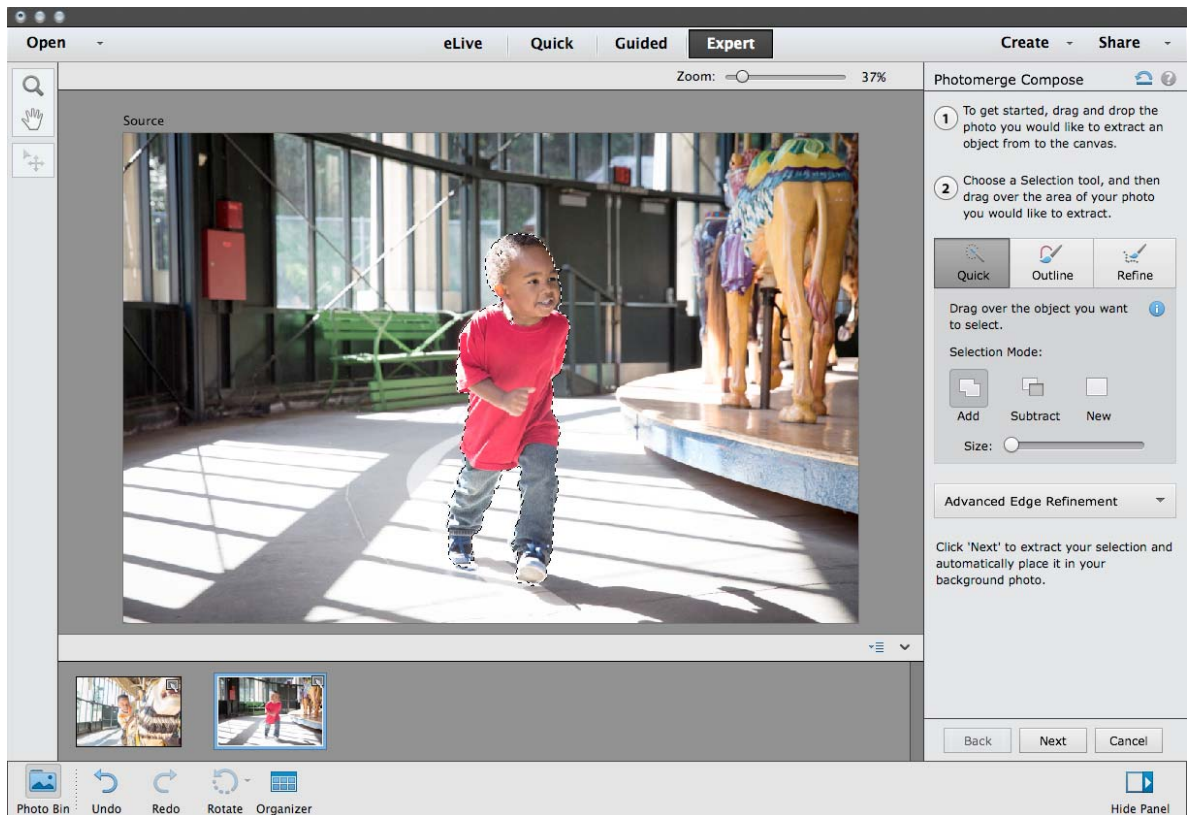 Open
eLive
Quick
Guided
Expert
Create
Share
Zoom:
37%
Source
Photomerge Compose
?
1
To get started, drag and drop the
photo you would like to extract an
object from to the canvas.
2
Choose a Selection tool, and then
drag over the area of your photo
you would like to extract.
Quick
Outline
Refine
Drag over the object you want
to select.
i
Selection Mode:
Add
Subtract
New
Size:
Advanced Edge Refinement
Click 'Next' to extract your selection and
automatically place it in your
background photo.
Back
Next
Cancel
Photo Bin
Undo
Redo
Rotate
Organizer
Hide Panel